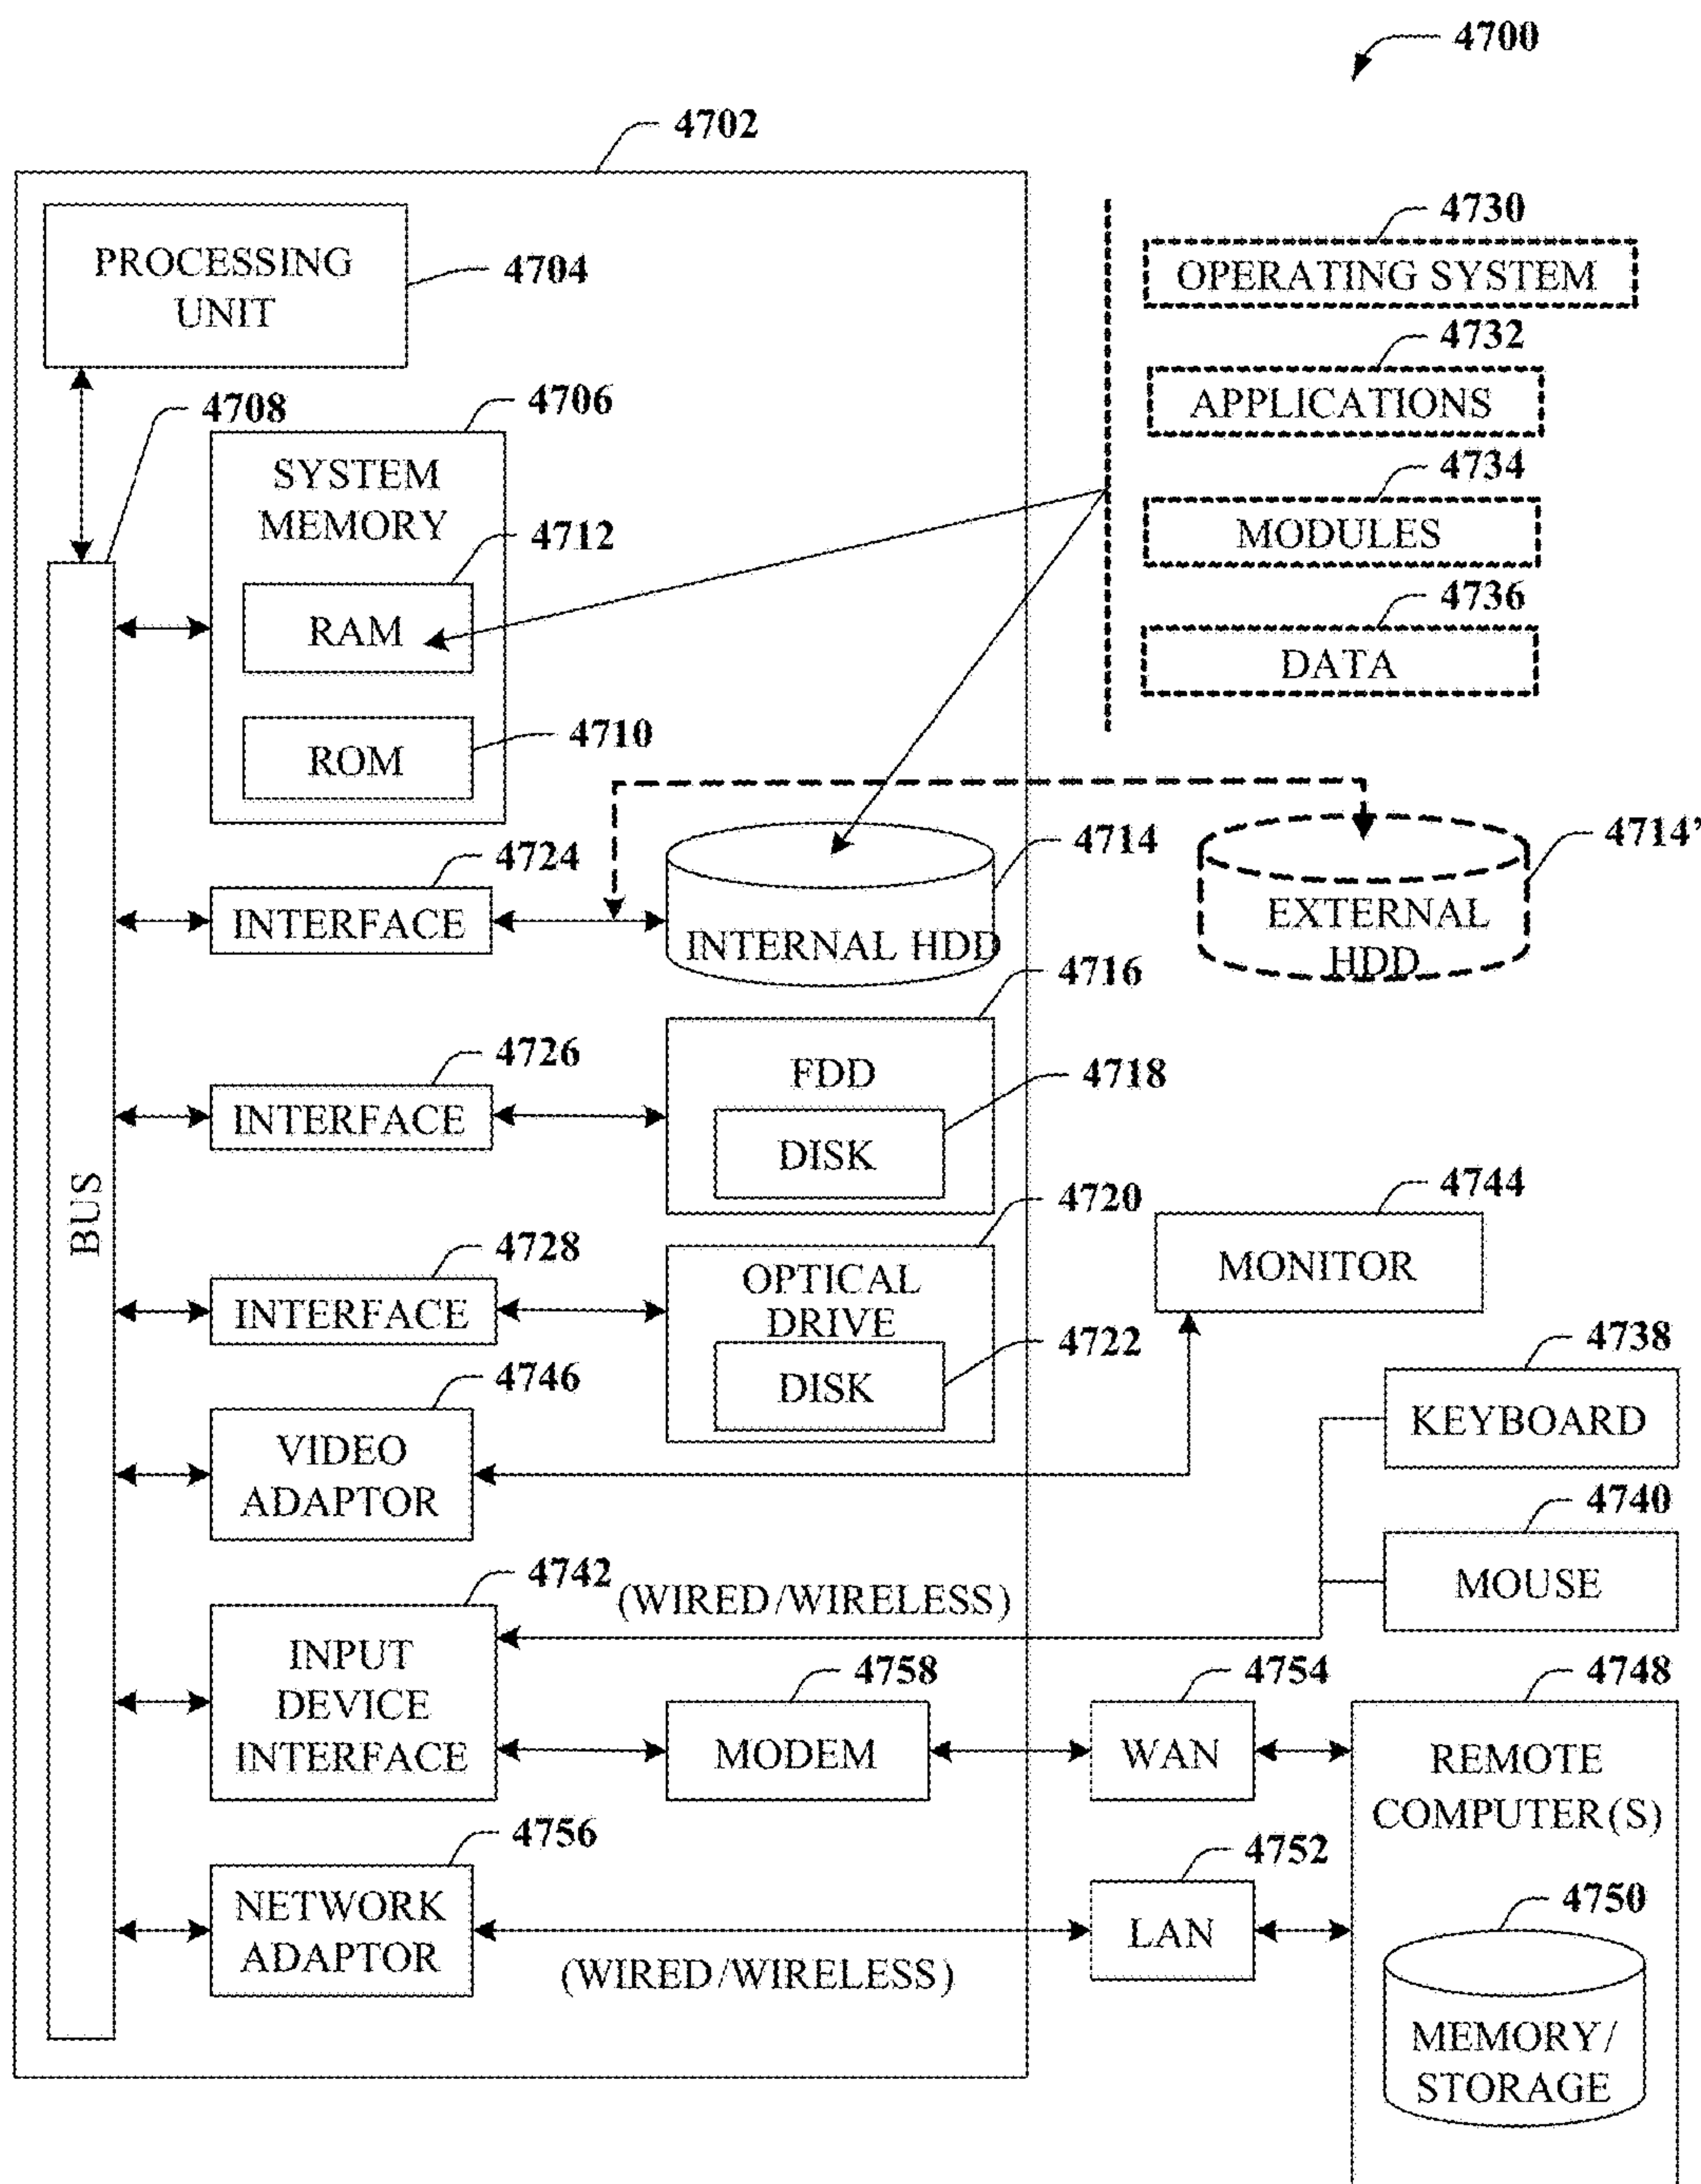 4700
4702
PROCESSING
UNIT
4704
4730
OPERATING SYSTEM
4732
APPLICATIONS
4734
MODULES
4736
DATA
4708
4706
SYSTEM
MEMORY
4712
RAM
4710
ROM
4724
INTERFACE
4714
INTERNAL HDD
4714’
EXTERNAL
HDD
4726
INTERFACE
4716
FDD
4718
DISK
BUS
4728
INTERFACE
4720
OPTICAL
DRIVE
4722
DISK
4744
MONITOR
4746
VIDEO
ADAPTOR
4738
KEYBOARD
4740
MOUSE
4742
(WIRED/WIRELESS)
INPUT
DEVICE
INTERFACE
4758
MODEM
4754
WAN
4748
REMOTE
COMPUTER(S)
4756
NETWORK
ADAPTOR
(WIRED/WIRELESS)
4752
LAN
4750
MEMORY/
STORAGE